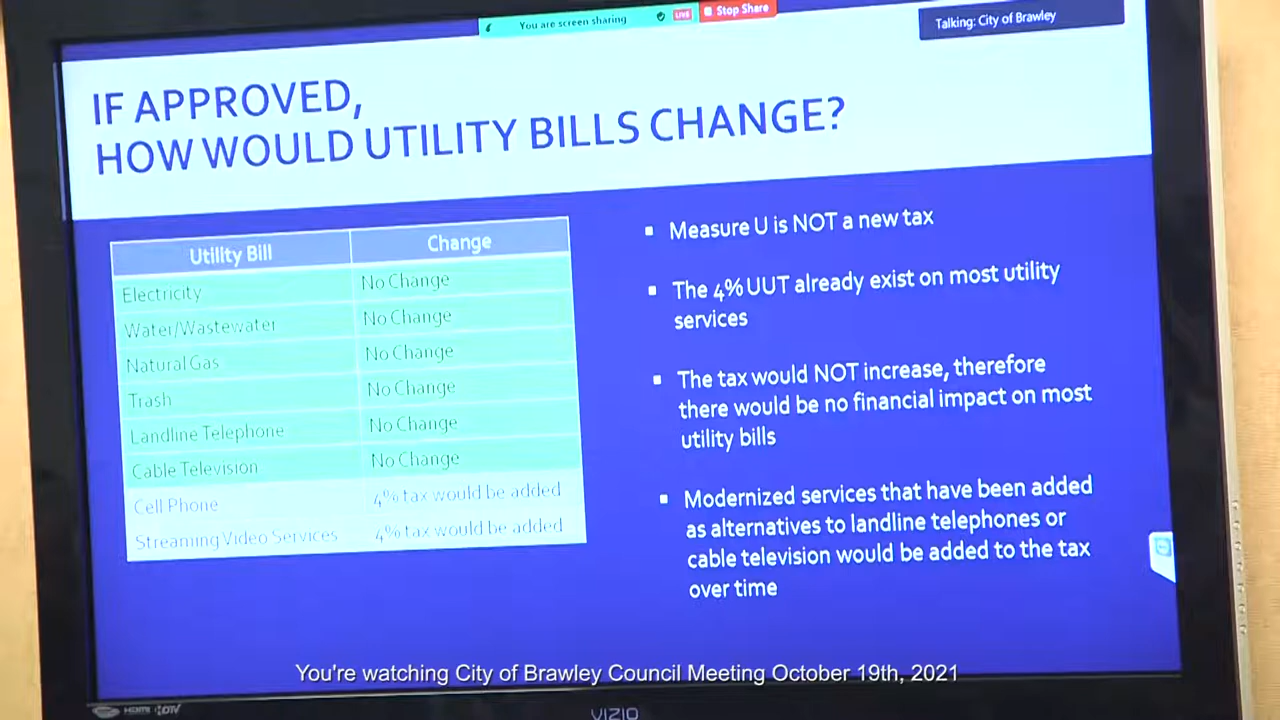 You are screen sharing
LIVE
Stop Share
Talking: City of Brawley
IF APPROVED,
HOW WOULD UTILITY BILLS CHANGE?
Utility Bill Change
Electricity No Change
Water/Wastewater No Change
Natural Gas No Change
Trash No Change
Landline Telephone No Change
Cable Television No Change
Cell Phone 4% tax would be added
Streaming Video Services 4% tax would be added
▪ Measure U is NOT a new tax
▪ The 4% UUT already exist on most utility
services
▪ The tax would NOT increase, therefore
there would be no financial impact on most
utility bills
▪ Modernized services that have been added
as alternatives to landline telephones or
cable television would be added to the tax
over time
You're watching City of Brawley Council Meeting October 19th, 2021
HDMI HDTV
VIZIO